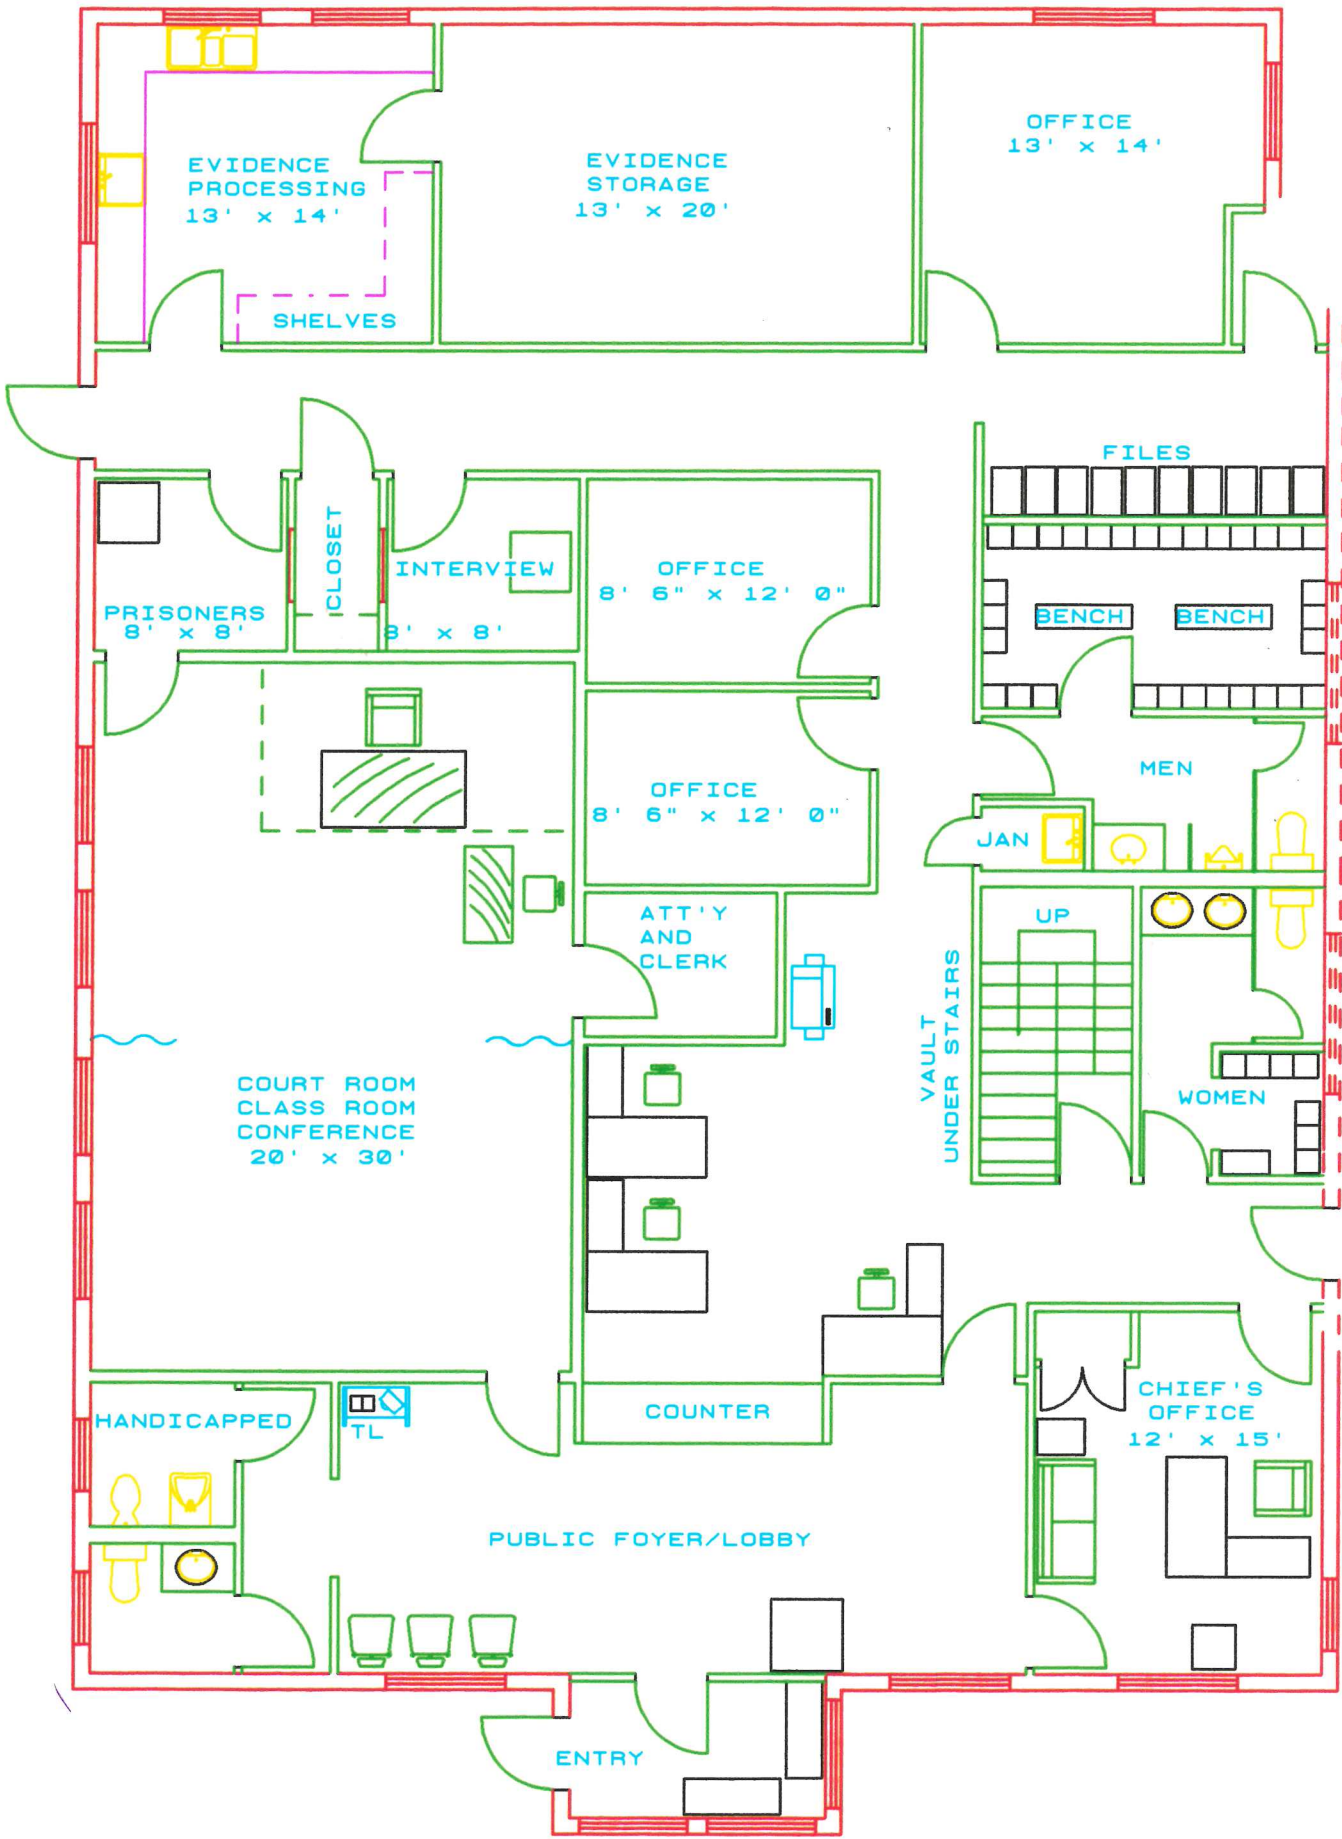 EVIDENCE
PROCESSING
13' x 14'
SHELVES
EVIDENCE
STORAGE
13' x 20'
OFFICE
13' x 14'
FILES
PRISONERS
8' x 8'
CLOSET
INTERVIEW
8' x 8'
OFFICE
8' 6" x 12' 0"
BENCH
BENCH
OFFICE
8' 6" x 12' 0"
MEN
JAN
ATT'Y
AND
CLERK
UP
VAULT
UNDER STAIRS
WOMEN
COURT ROOM
CLASS ROOM
CONFERENCE
20' x 30'
HANDICAPPED
TL
COUNTER
CHIEF'S
OFFICE
12' x 15'
PUBLIC FOYER/LOBBY
ENTRY